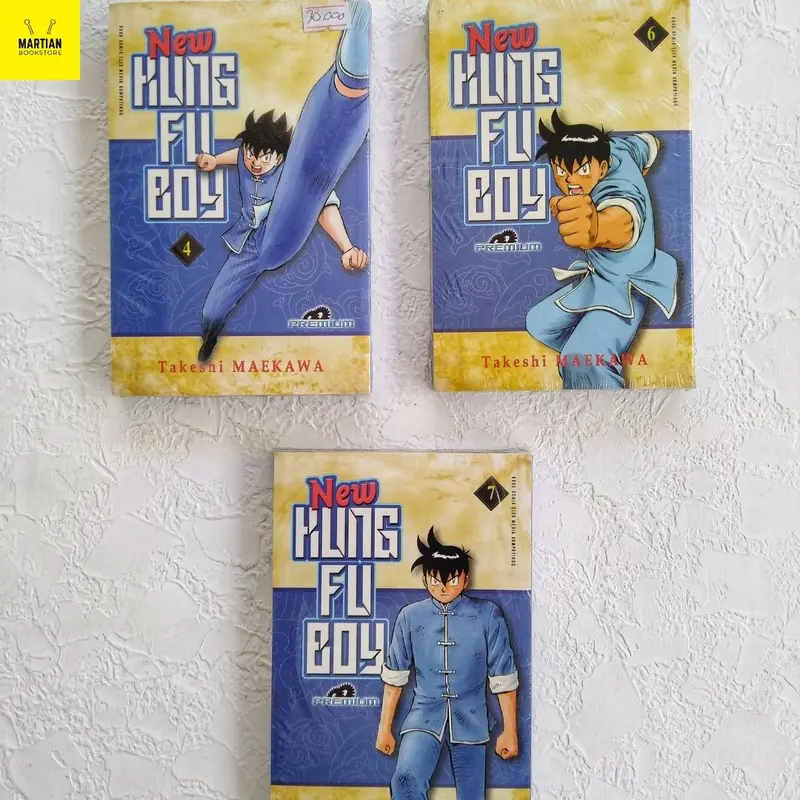 MARTIAN
BOOKSTORE
30.000
New
KUNG
FU
BOY
4
PREMIUM
Takeshi MAEKAWA
New
KUNG
FU
BOY
6
PREMIUM
Takeshi MAEKAWA
New
KUNG
FU
BOY
7
PREMIUM